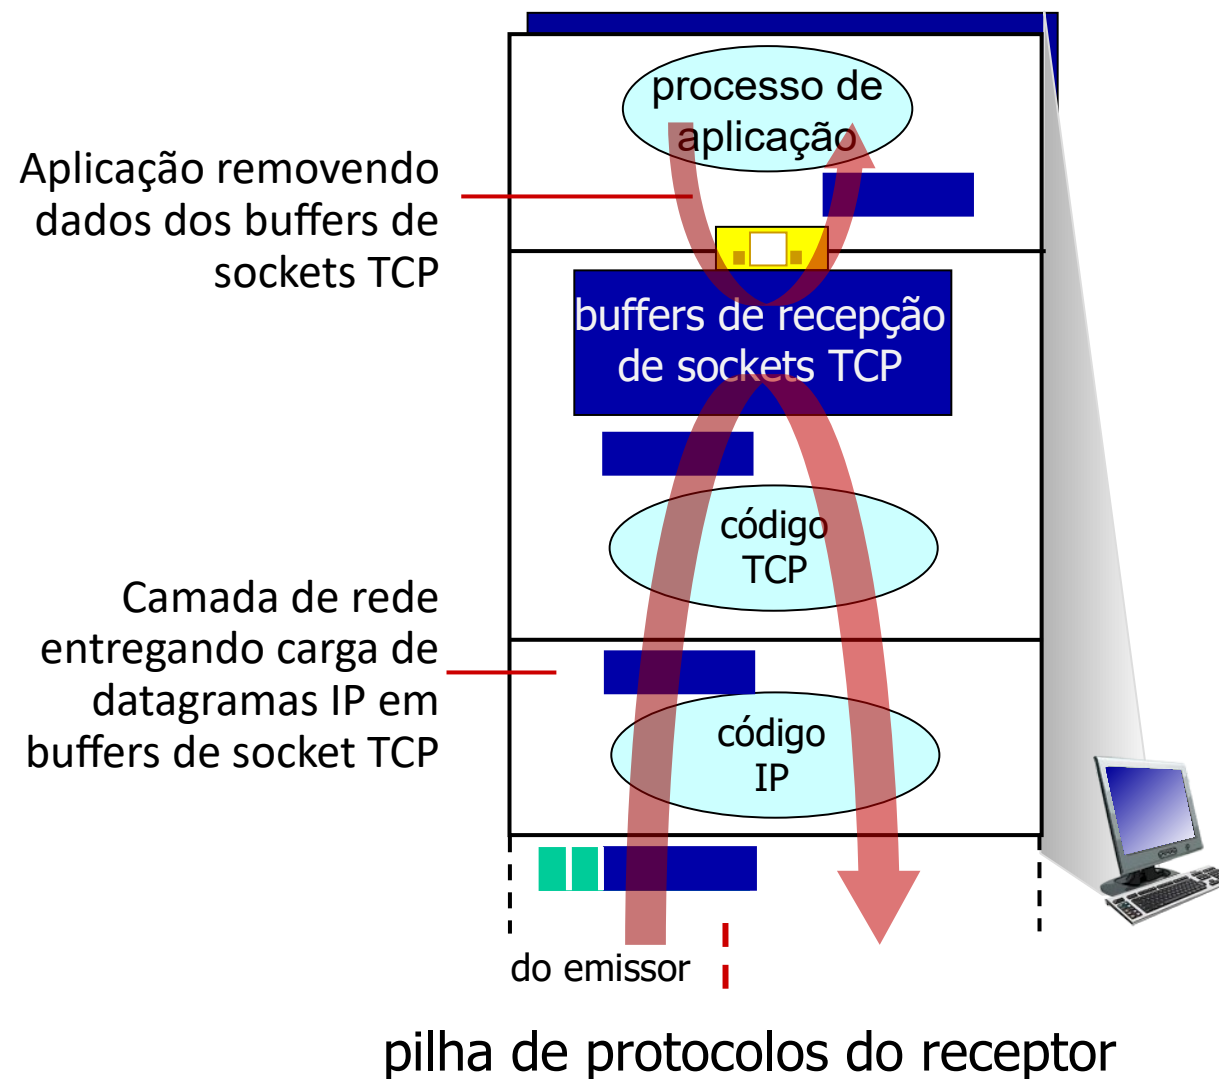 processo de
aplicação
Aplicação removendo
dados dos buffers de
sockets TCP
buffers de recepção
de sockets TCP
código
TCP
Camada de rede
entregando carga de
datagramas IP em
buffers de socket TCP
código
IP
do emissor
pilha de protocolos do receptor